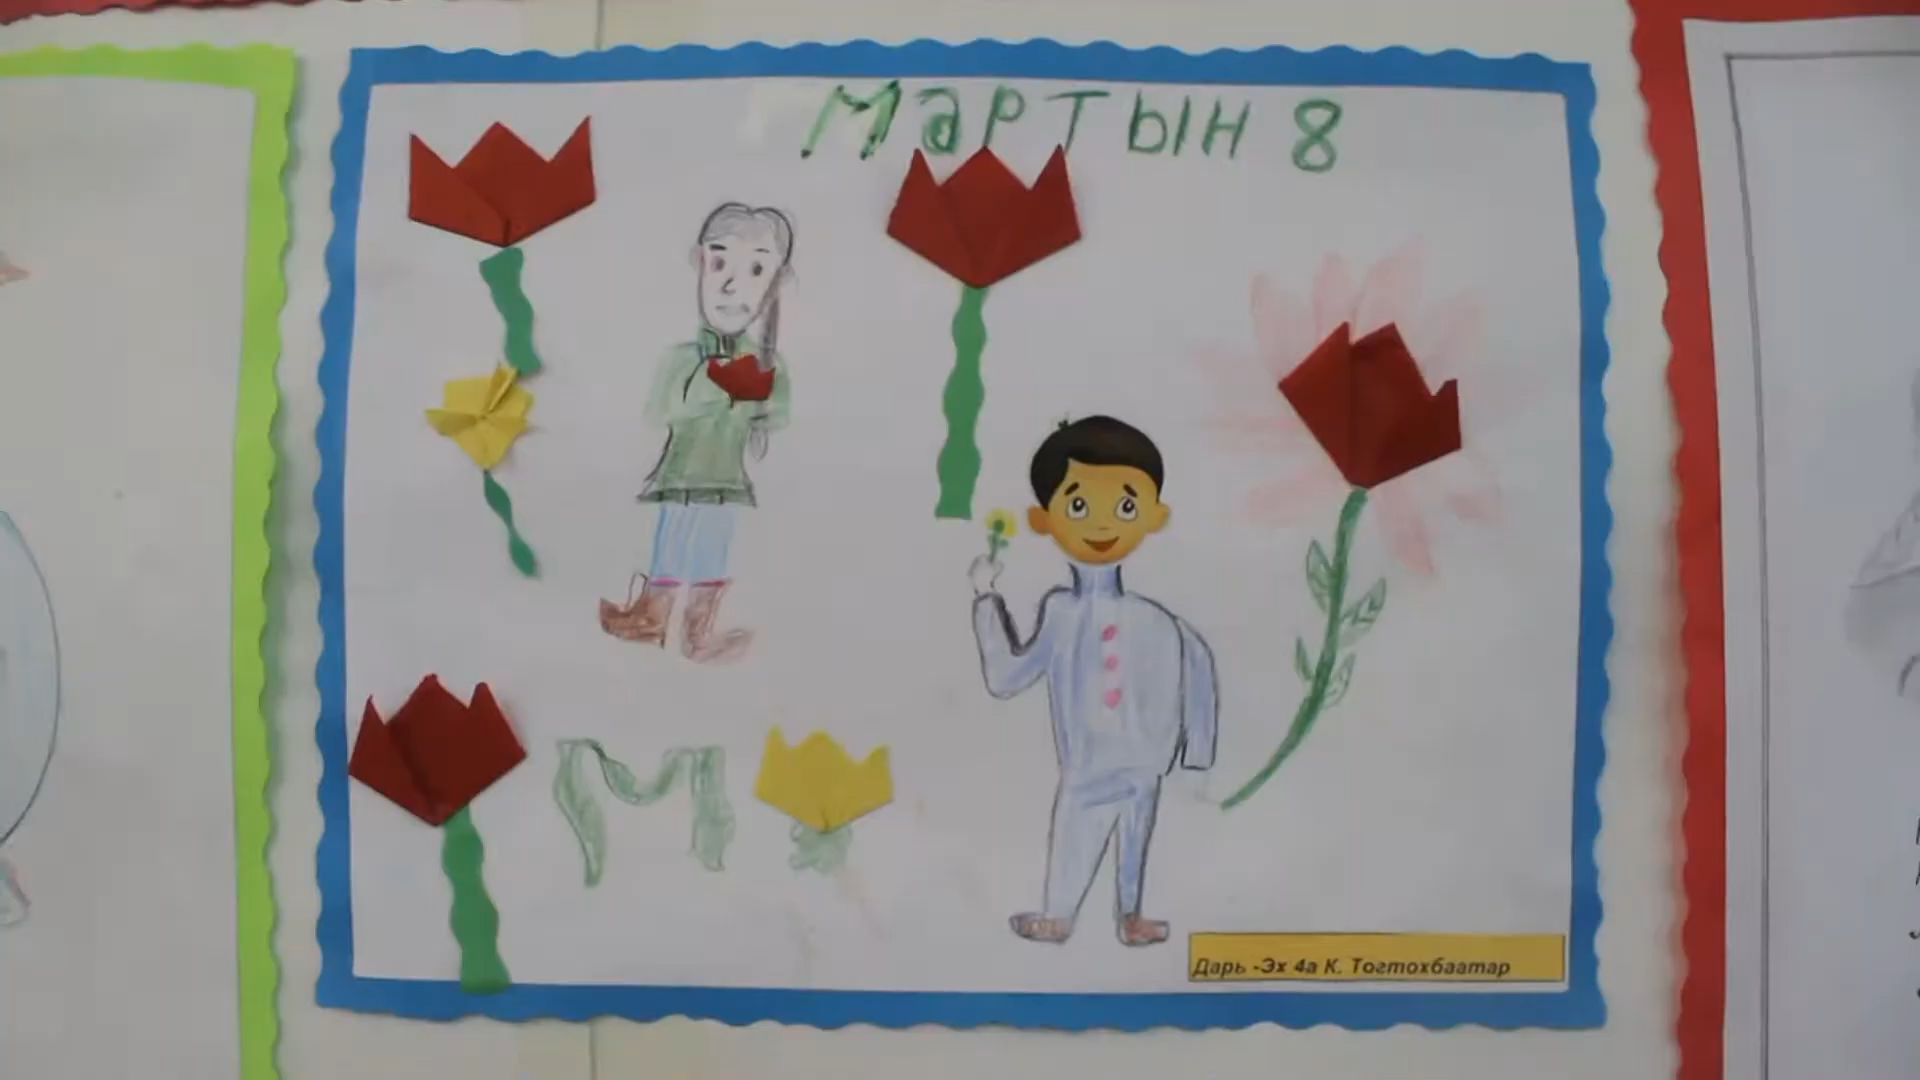 Мартын 8
М
Дарь -Эх 4а К. Тогтохбаатар